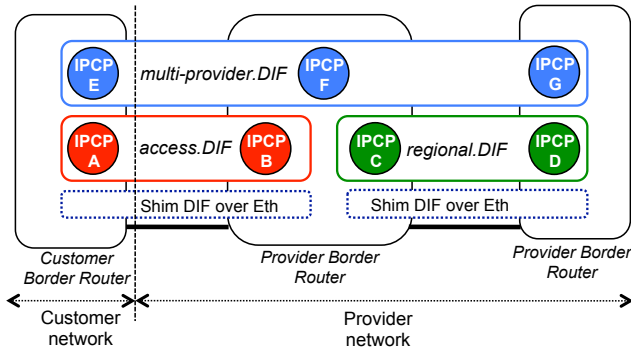 IPCP
E
multi-provider.DIF
IPCP
F
IPCP
G
IPCP
A
access.DIF
IPCP
B
IPCP
C
regional.DIF
IPCP
D
Shim DIF over Eth
Shim DIF over Eth
Customer
Border Router
Provider Border
Router
Provider Border
Router
Customer
network
Provider
network